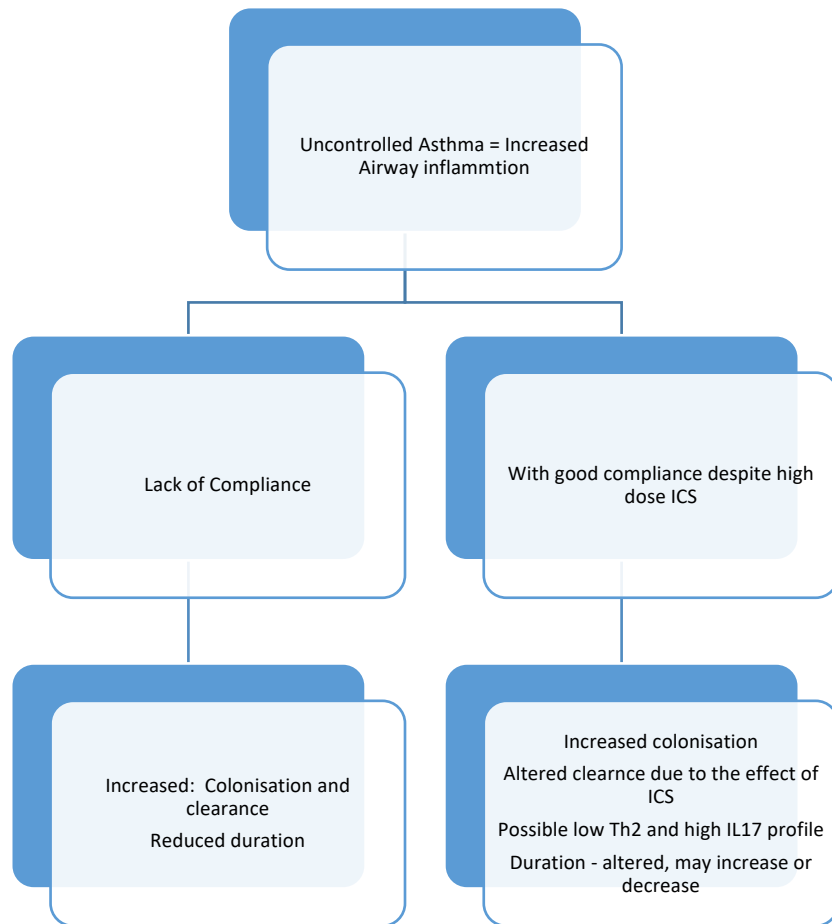 Uncontrolled Asthma = Increased
Airway inflammtion
Lack of Compliance
With good compliance despite high
dose ICS
Increased:  Colonisation and
clearance
Reduced duration
Increased colonisation
Altered clearnce due to the effect of
ICS
Possible low Th2 and high IL17 profile
Duration - altered, may increase or
decrease